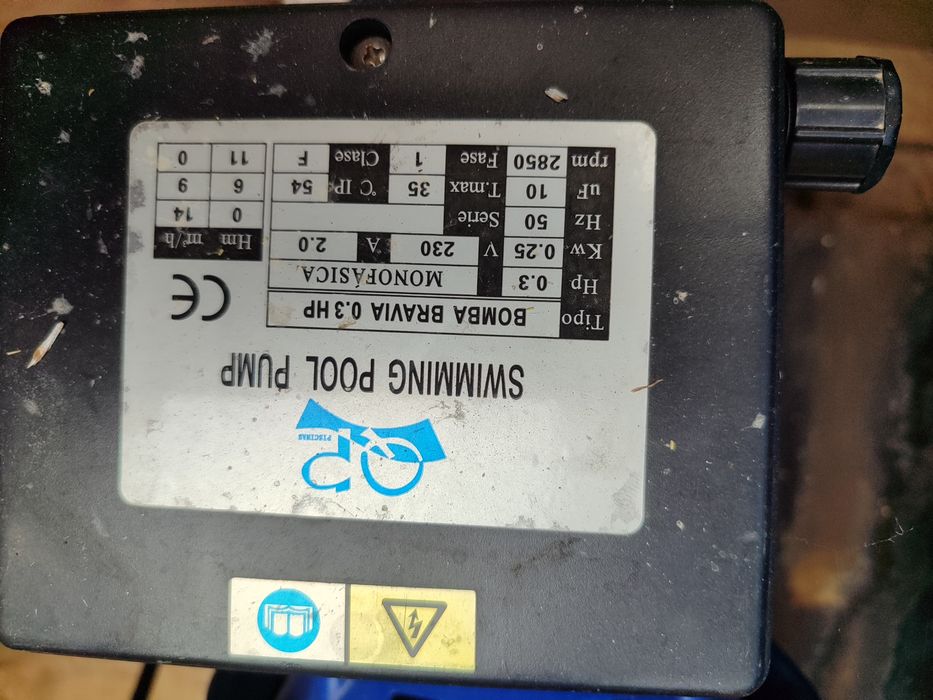 QP
PISCINAS
SWIMMING POOL PUMP
CE
Tipo BOMBA BRAVIA 0.3 HP
Hp 0.3 MONOFÁSICA
Kw 0.25 V 230 A 2.0
Hz 50 Serie
uF 10 T.max 35 °C IP 54
rpm 2850 Fase 1 Clase F
Hm m³/h
0 14
6 9
11 0